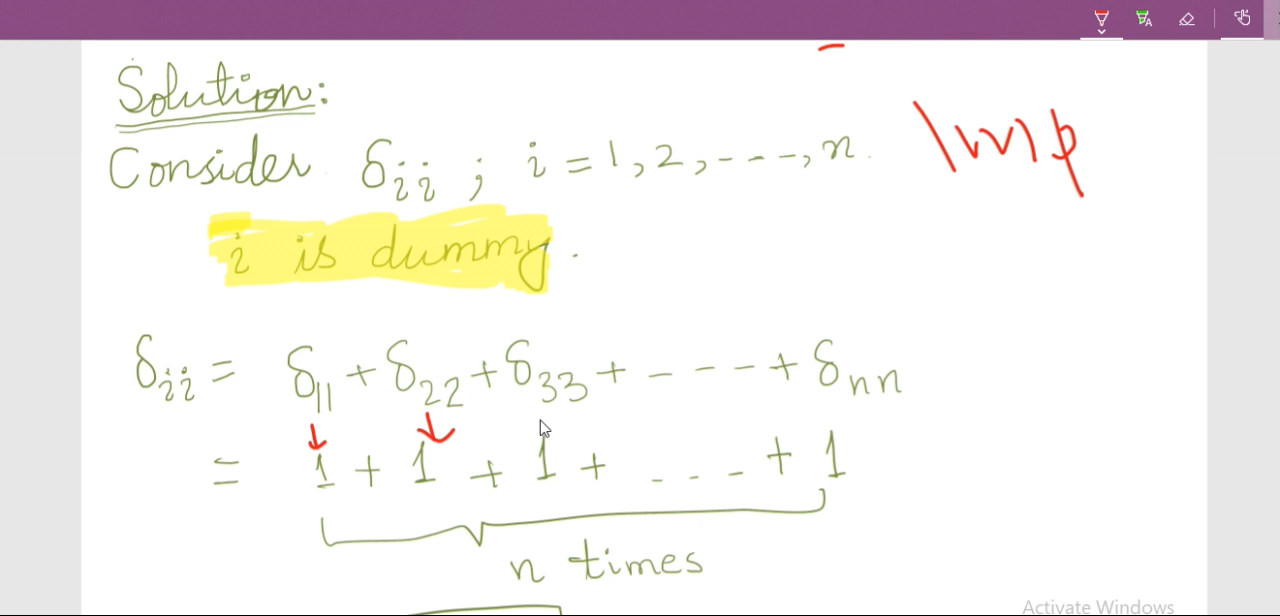 Solution:
Consider δii ; i = 1, 2, ----, n. Imp
i is dummy.
δii = δ11 + δ22 + δ33 + ---- + δnn
= 1 + 1 + 1 + ... - + 1
n times
Activate Windows